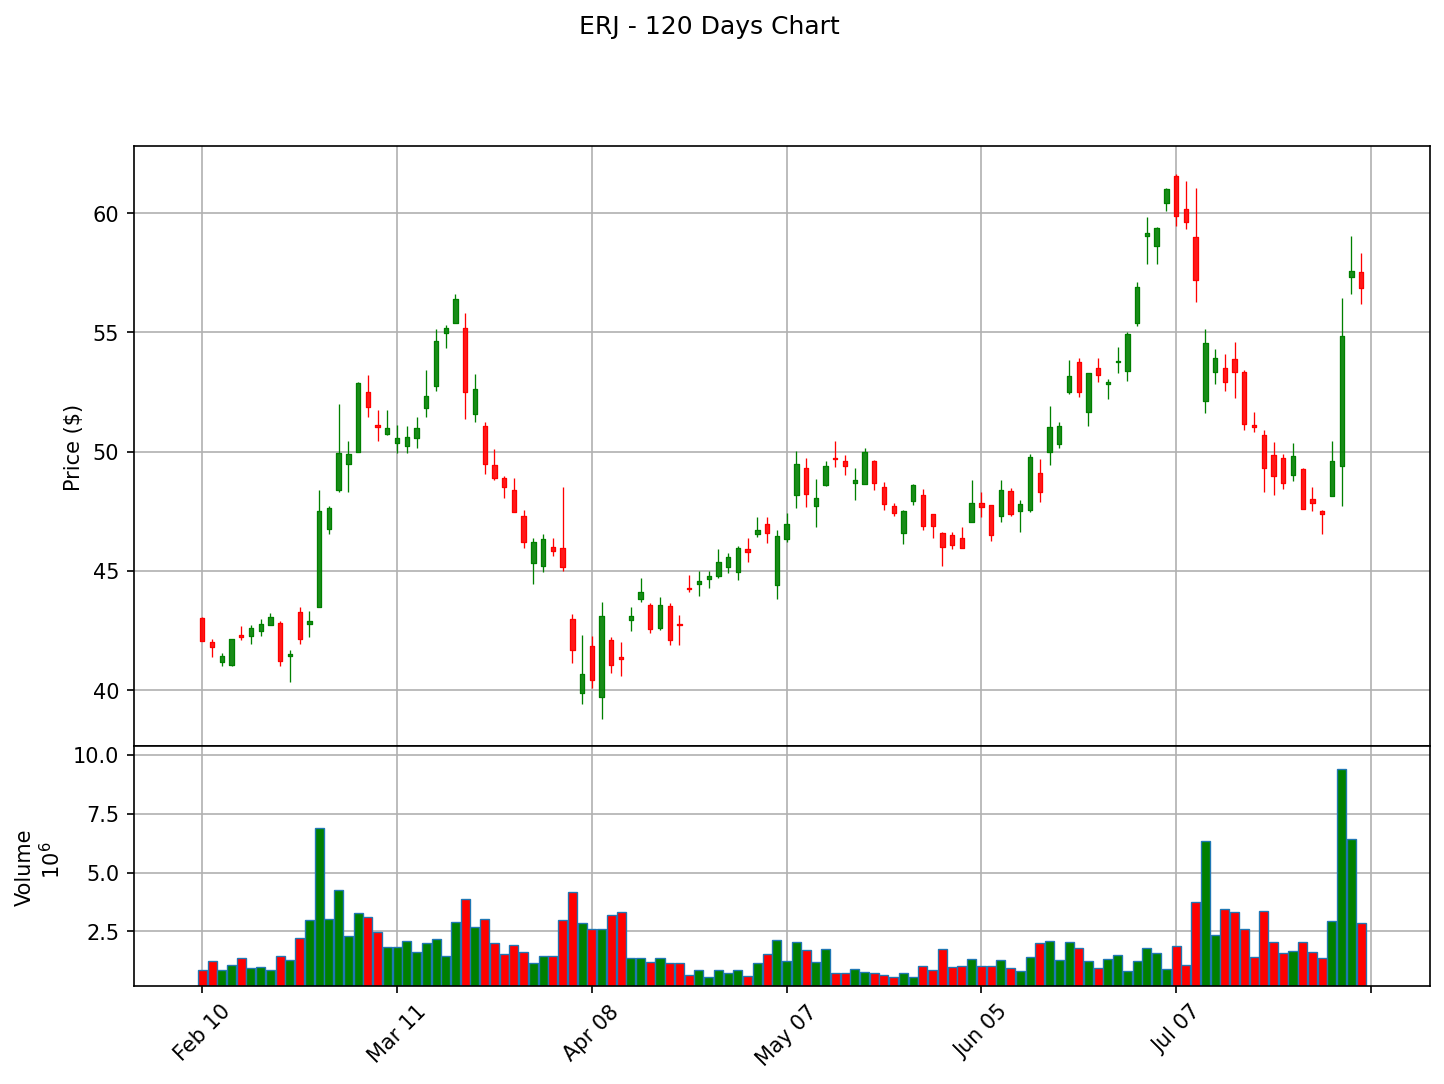 ERJ - 120 Days Chart
Price ($)
60
55
50
45
40
Volume
10⁶
10.0
7.5
5.0
2.5
Feb 10
Mar 11
Apr 08
May 07
Jun 05
Jul 07